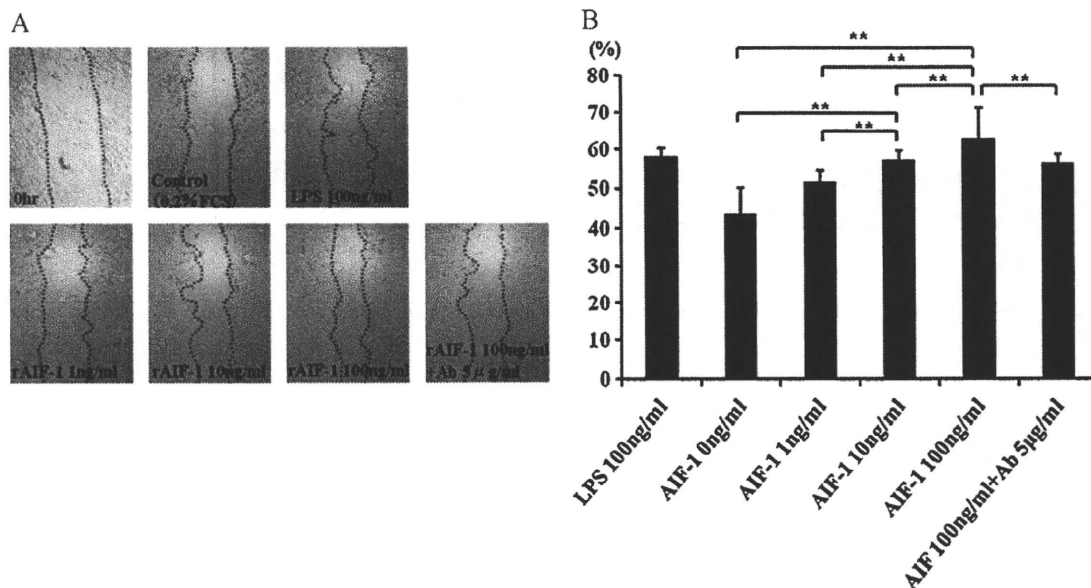 A
0hr
Control
(0.2% FCS)
LPS 100ng/ml
rAIF-1 1ng/ml
rAIF-1 10ng/ml
rAIF-1 100ng/ml
rAIF-1 100ng/ml
rAb 5μg/ml
B
(%)
80
70
60
50
40
30
20
10
0
**
**
**
**
**
**
LPS 100ng/ml
AIF-1 0ng/ml
AIF-1 1ng/ml
AIF-1 10ng/ml
AIF-1 100ng/ml
AIF 100ng/ml+Ab 5μg/ml